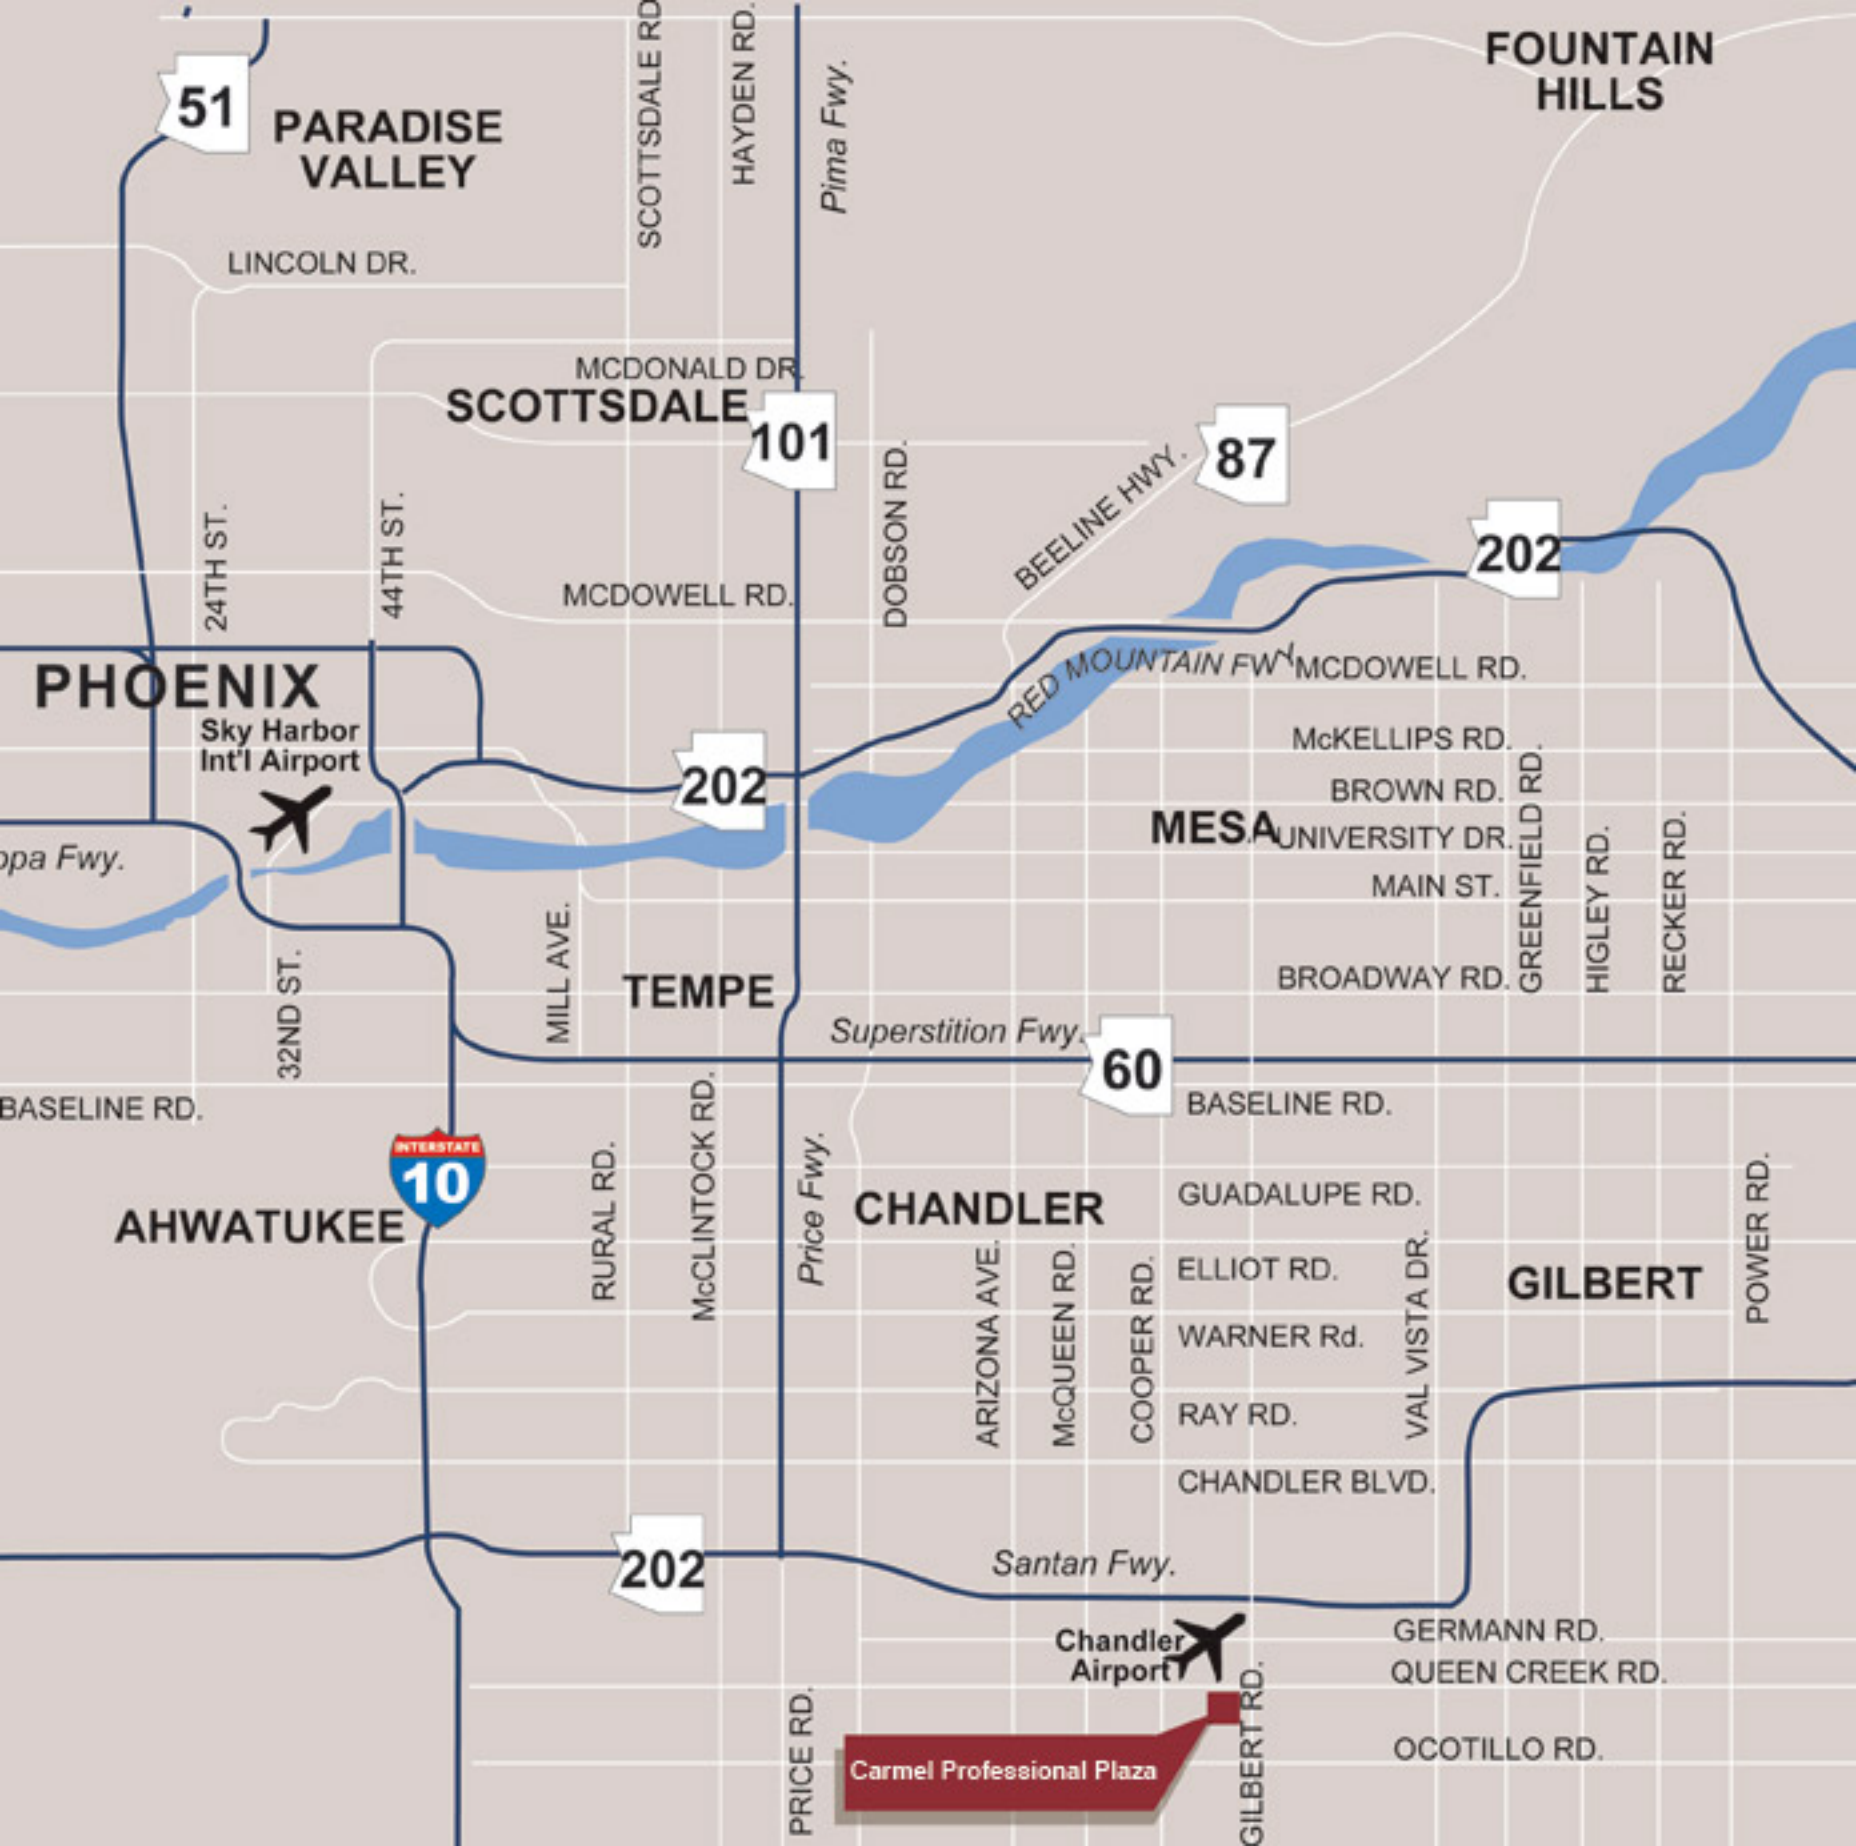 51
PARADISE
VALLEY
SCOTTSDALE RD
HAYDEN RD.
Pima Fwy.
FOUNTAIN
HILLS
LINCOLN DR.
MCDONALD DR.
SCOTTSDALE
101
87
BEELINE HWY.
DOBSON RD.
202
24TH ST.
44TH ST.
MCDOWELL RD.
PHOENIX
Sky Harbor
Int'l Airport
RED MOUNTAIN FWY
MCDOWELL RD.
202
McKELLIPS RD.
BROWN RD.
MESA
UNIVERSITY DR.
MAIN ST.
GREENFIELD RD.
HIGLEY RD.
RECKER RD.
opa Fwy.
32ND ST.
MILL AVE.
TEMPE
BROADWAY RD.
Superstition Fwy.
60
BASELINE RD.
BASELINE RD.
INTERSTATE
10
AHWATUKEE
RURAL RD.
McCLINTOCK RD.
Price Fwy.
CHANDLER
GUADALUPE RD.
ARIZONA AVE.
McQUEEN RD.
COOPER RD.
ELLIOT RD.
VAL VISTA DR.
GILBERT
POWER RD.
WARNER Rd.
RAY RD.
CHANDLER BLVD.
202
Santan Fwy.
Chandler
Airport
GERMANN RD.
QUEEN CREEK RD.
PRICE RD.
Carmel Professional Plaza
GILBERT RD.
OCOTILLO RD.